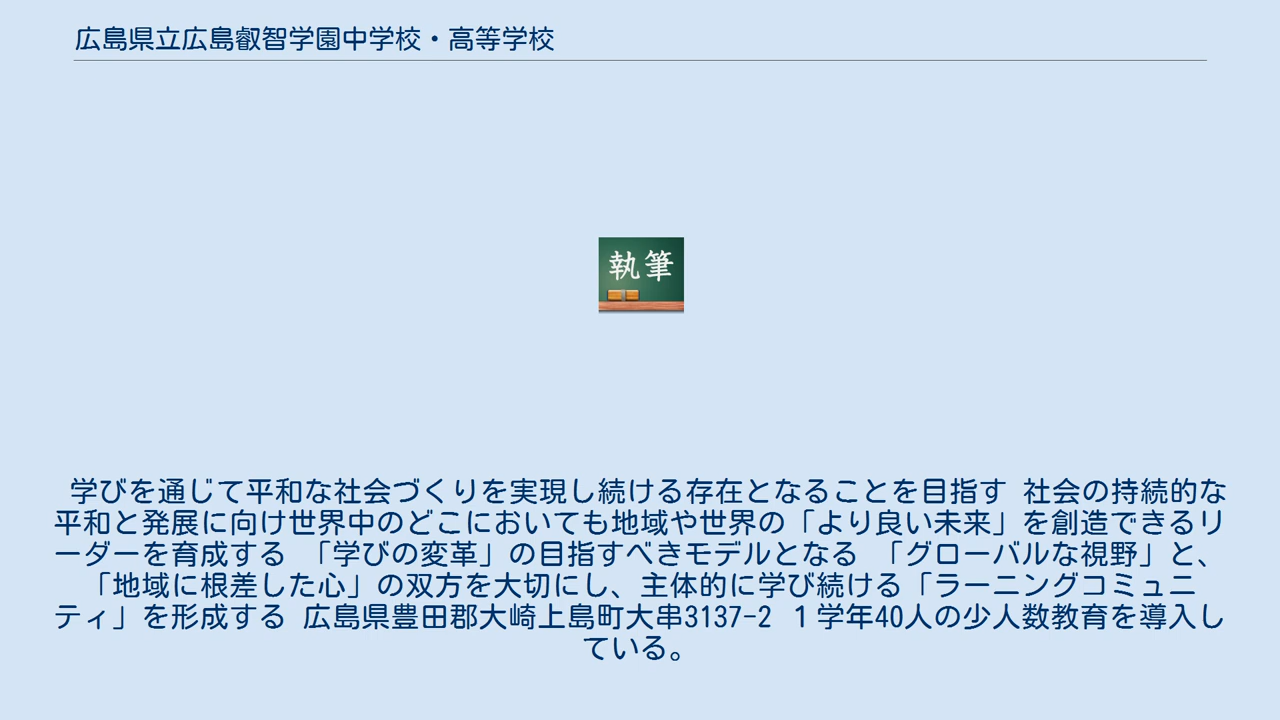 広島県立広島叡智学園中学校・高等学校
執筆
学びを通じて平和な社会づくりを実現し続ける存在となることを目指す 社会の持続的な
平和と発展に向け世界中のどこにおいても地域や世界の「より良い未来」を創造できるリ
ーダーを育成する 「学びの変革」の目指すべきモデルとなる 「グローバルな視野」と、
「地域に根差した心」の双方を大切にし、主体的に学び続ける「ラーニングコミュニ
ティ」を形成する 広島県豊田郡大崎上島町大串3137-2 1学年40人の少人数教育を導入し
ている。